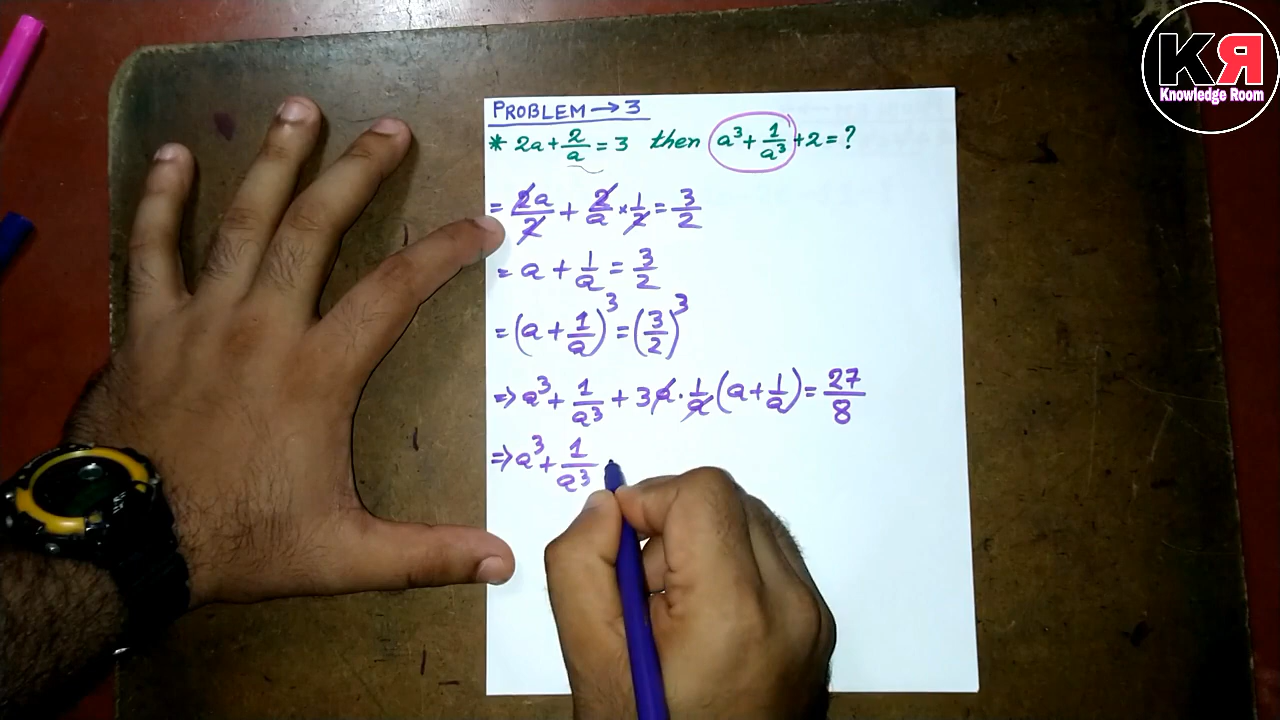 KЯ
Knowledge Room
PROBLEM → 3
* 2a + 2/a = 3 then a³ + 1/a³ + 2 = ?
= 2a/2 + 2/a × 1/2 = 3/2
= a + 1/a = 3/2
= (a + 1/a)³ = (3/2)³
⇒ a³ + 1/a³ + 3a · 1/a (a + 1/a) = 27/8
⇒ a³ + 1/a³